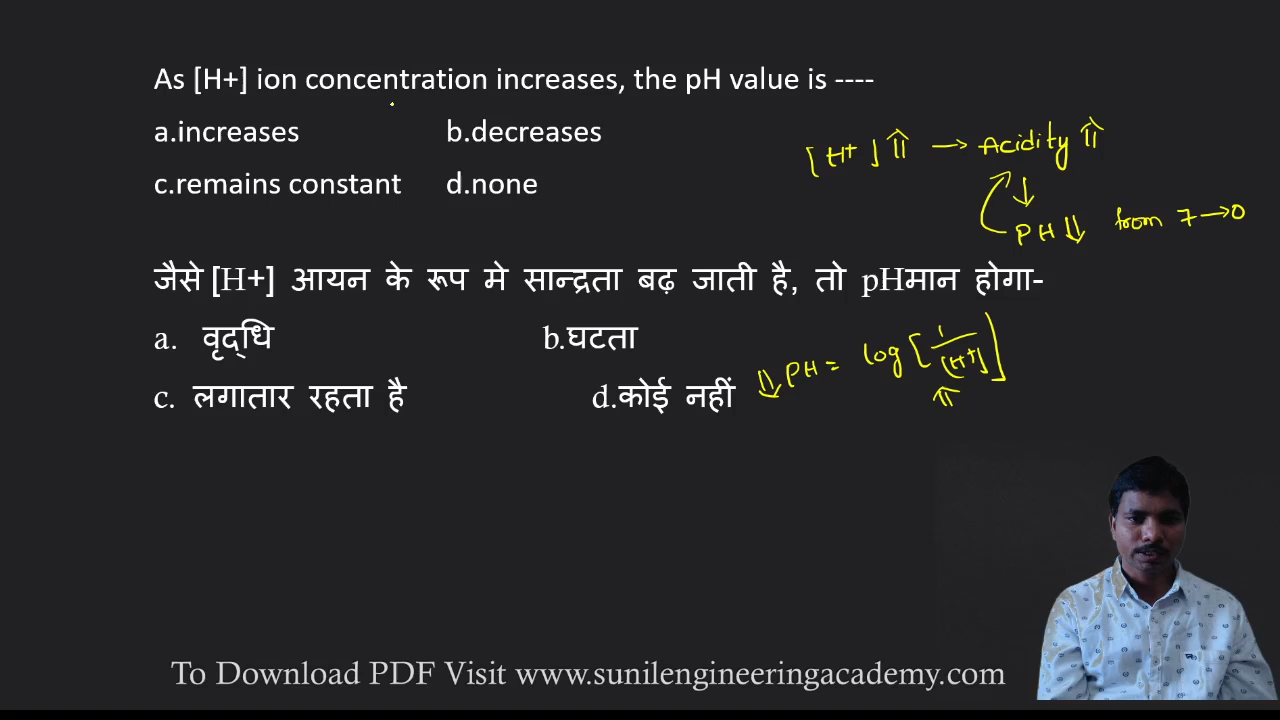 As [H+] ion concentration increases, the pH value is ----
a.increases b.decreases
c.remains constant d.none
[H+] ⇑ → Acidity ⇑
↓
PH ⇓ from 7→0
जैसे [H+] आयन के रूप मे सान्द्रता बढ़ जाती है, तो pHमान होगा-
a. वृद्धि b.घटता
c. लगातार रहता है d.कोई नहीं
⇓ PH = log [1/[H+]]
⇑
To Download PDF Visit www.sunilengineeringacademy.com